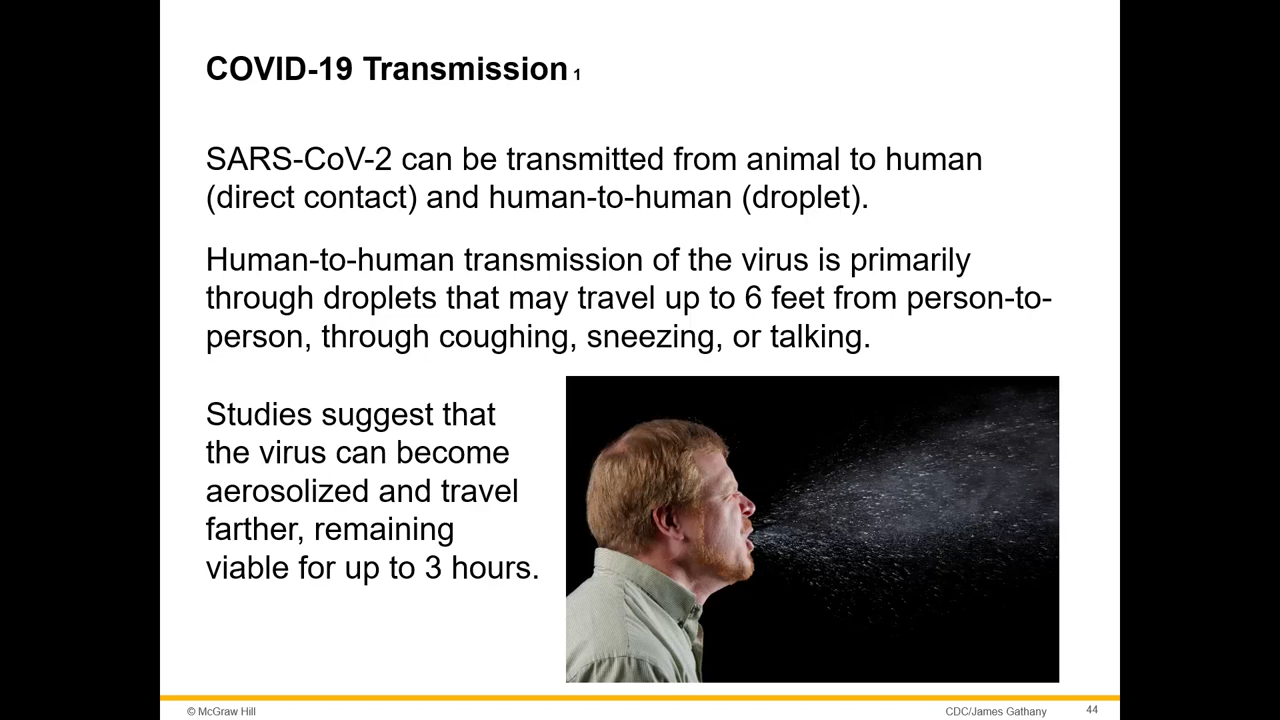 COVID-19 Transmission 1
SARS-CoV-2 can be transmitted from animal to human
(direct contact) and human-to-human (droplet).
Human-to-human transmission of the virus is primarily
through droplets that may travel up to 6 feet from person-to-
person, through coughing, sneezing, or talking.
Studies suggest that
the virus can become
aerosolized and travel
farther, remaining
viable for up to 3 hours.
© McGraw Hill
CDC/James Gathany
44